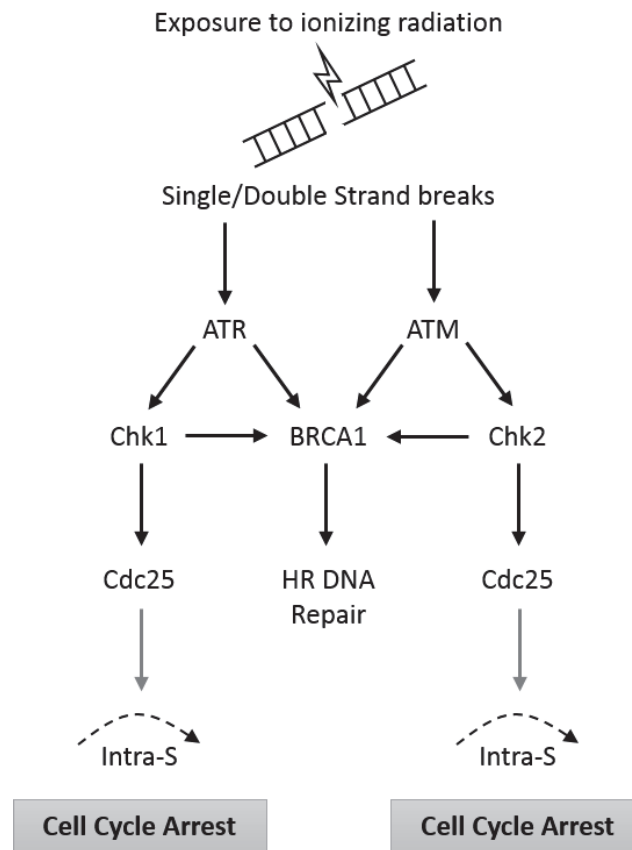 Exposure to ionizing radiation
Single/Double Strand breaks
ATR
ATM
Chk1
BRCA1
Chk2
Cdc25
HR DNA
Repair
Cdc25
Intra-S
Intra-S
Cell Cycle Arrest
Cell Cycle Arrest